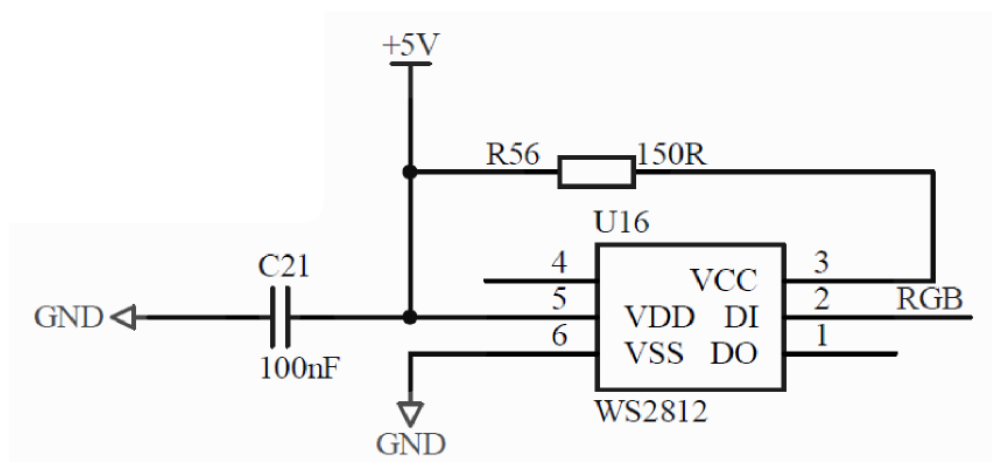 +5V
R56 150R
U16
C21
4 VCC 3
GND 5 VDD DI 2 RGB
6 VSS DO 1
100nF
WS2812
GND